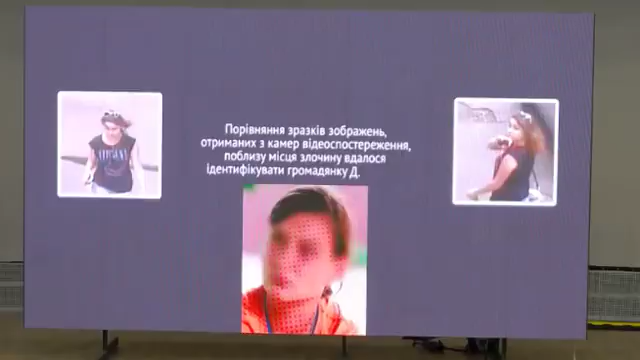 Порівняння зразків зображень,
отриманих з камер відеоспостереження,
поблизу місця злочину вдалося
ідентифікувати громадянку Д.